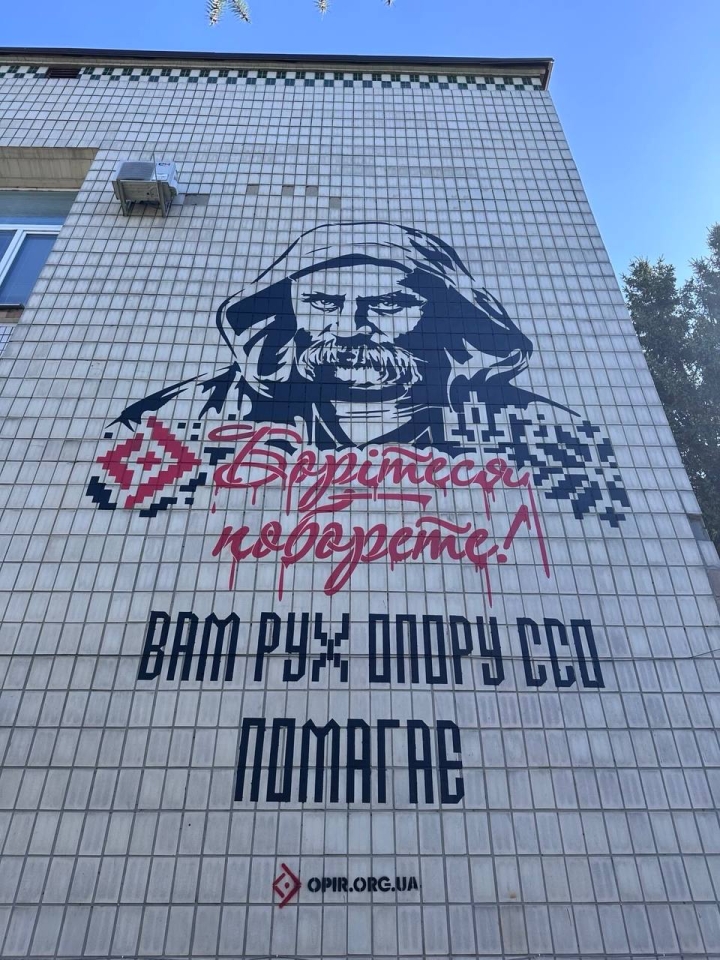 Борітеся
поборете!
ВАМ РУХ ОПОРУ ССО
ПОМАГАЄ
OPIR.ORG.UA